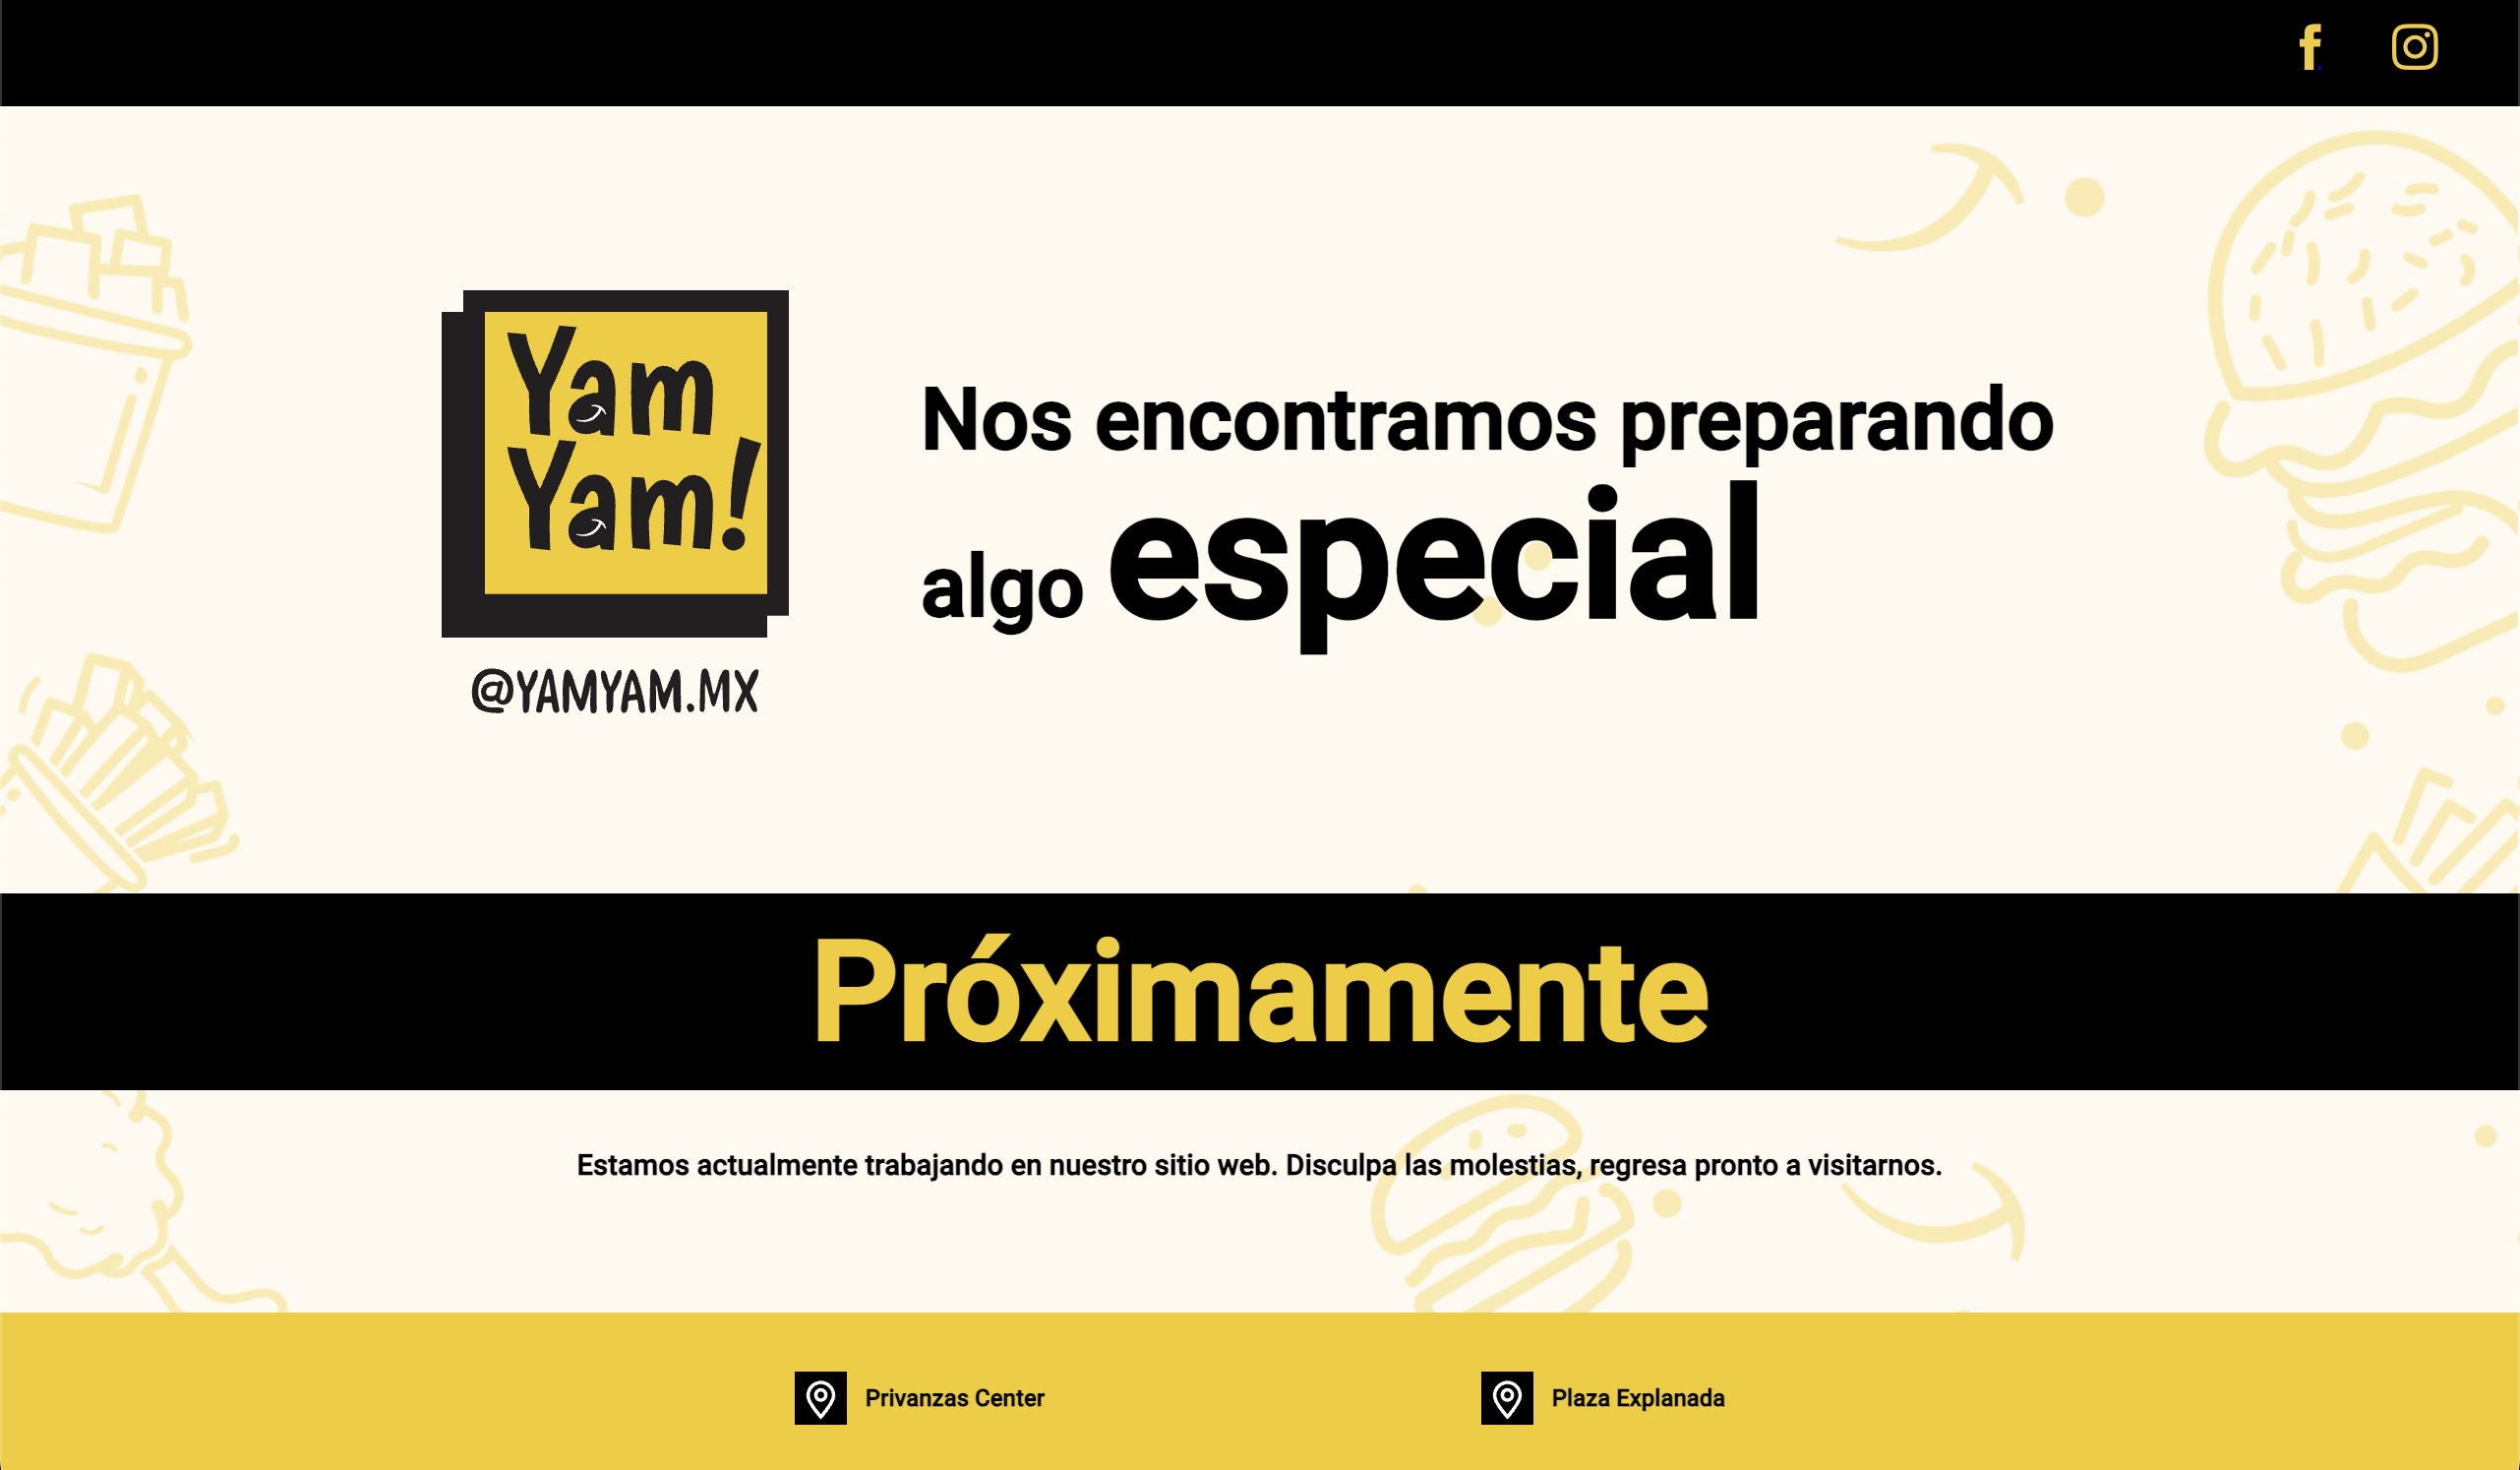 Yam
Yam!
@YAMYAM.MX
Nos encontramos preparando
algo especial
Próximamente
Estamos actualmente trabajando en nuestro sitio web. Disculpa las molestias, regresa pronto a visitarnos.
Privanzas Center
Plaza Explanada